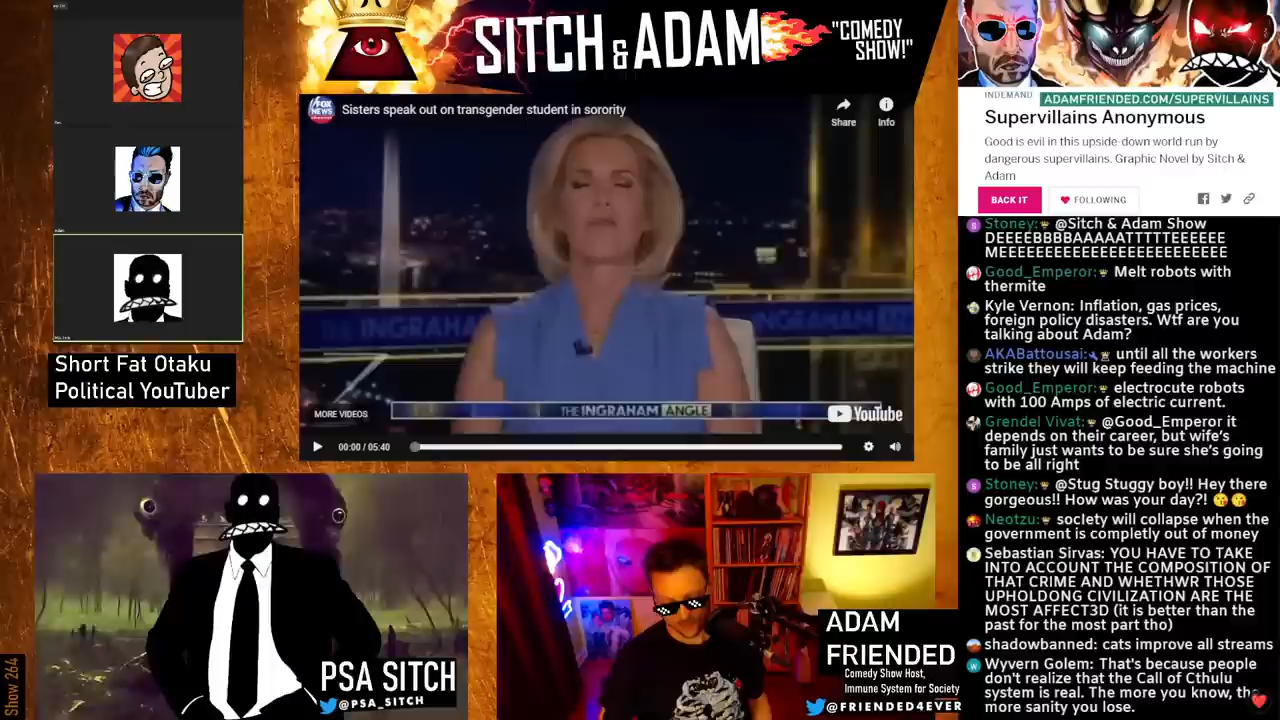 SITCH & ADAM
"COMEDY
SHOW!"
FOX
NEWS
channel
Sisters speak out on transgender student in sorority
Share
Info
THE INGRAHAM
INGRAHAM
MORE VIDEOS
THE INGRAHAM ANGLE
YouTube
00:00 / 05:40
Short Fat Otaku
Political YouTuber
PSA SITCH
@PSA_SITCH
Show 264
ADAM
FRIENDED
Comedy Show Host,
Immune System for Society
@FRIENDED4EVER
INDEMAND
ADAMFRIENDED.COM/SUPERVILLAINS
Supervillains Anonymous
Good is evil in this upside-down world run by
dangerous supervillains. Graphic Novel by Sitch &
Adam
BACK IT
FOLLOWING
Stoney: @Sitch & Adam Show
DEEEEBBBBAAAAATTTTTEEEEEE
MEEEEEEEEEEEEEEEEEEEEEEEEE
Good_Emperor: Melt robots with
thermite
Kyle Vernon: Inflation, gas prices,
foreign policy disasters. Wtf are you
talking about Adam?
AKABattousai: until all the workers
strike they will keep feeding the machine
Good_Emperor: electrocute robots
with 100 Amps of electric current.
Grendel Vivat: @Good_Emperor it
depends on their career, but wife's
family just wants to be sure she's going
to be all right
Stoney: @Stug Stuggy boy!! Hey there
gorgeous!! How was your day?! 😘😘
Neotzu: society will collapse when the
government is completly out of money
Sebastian Sirvas: YOU HAVE TO TAKE
INTO ACCOUNT THE COMPOSITION OF
THAT CRIME AND WHETHWR THOSE
UPHOLDONG CIVILIZATION ARE THE
MOST AFFECT3D (it is better than the
past for the most part tho)
shadowbanned: cats improve all streams
Wyvern Golem: That's because people
don't realize that the Call of Cthulu
system is real. The more you know, the
more sanity you lose.